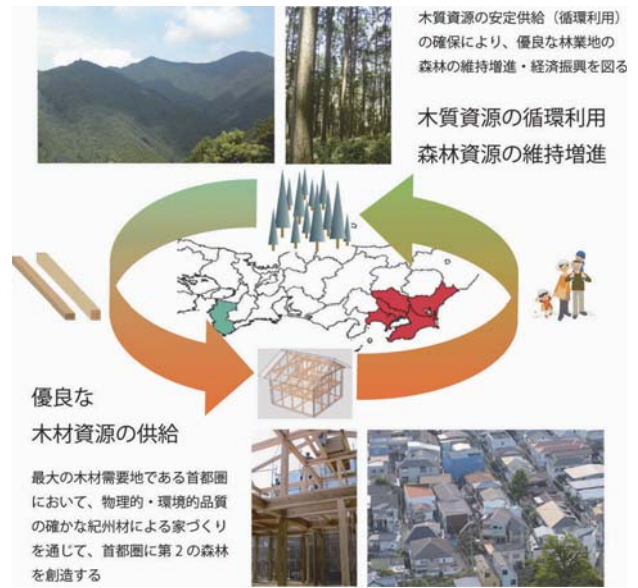 木質資源の安定供給（循環利用）
の確保により、優良な林業地の
森林の維持増進・経済振興を図る
木質資源の循環利用
森林資源の維持増進
優良な
木材資源の供給
最大の木材需要地である首都圏
において、物理的・環境的品質
の確かな紀州材による家づくり
を通じて、首都圏に第２の森林
を創造する